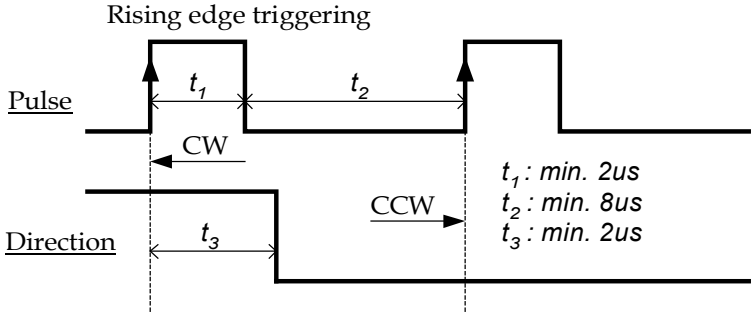 Rising edge triggering
t1
t2
Pulse
CW
t1 : min. 2us
t2 : min. 8us
t3 : min. 2us
CCW
Direction
t3